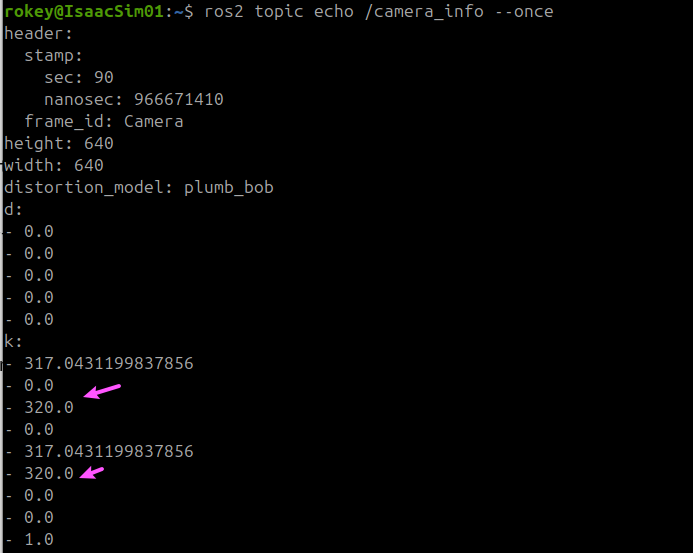 rokey@IsaacSim01:~$ ros2 topic echo /camera_info --once
header:
  stamp:
    sec: 90
    nanosec: 966671410
  frame_id: Camera
height: 640
width: 640
distortion_model: plumb_bob
d:
- 0.0
- 0.0
- 0.0
- 0.0
- 0.0
k:
- 317.0431199837856
- 0.0
- 320.0
- 0.0
- 317.0431199837856
- 320.0
- 0.0
- 0.0
- 1.0